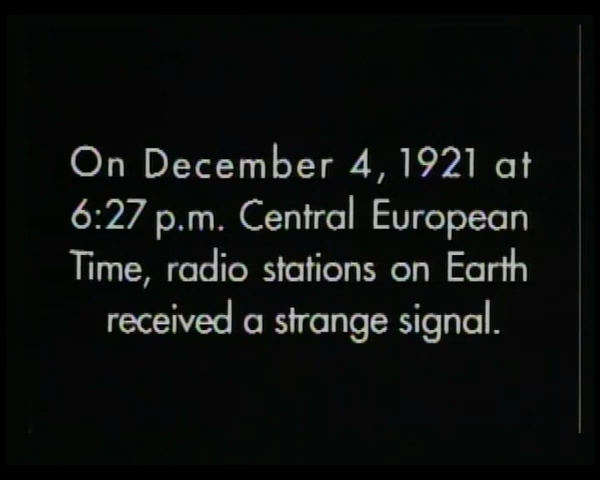 On December 4, 1921 at
6:27 p.m. Central European
Time, radio stations on Earth
received a strange signal.